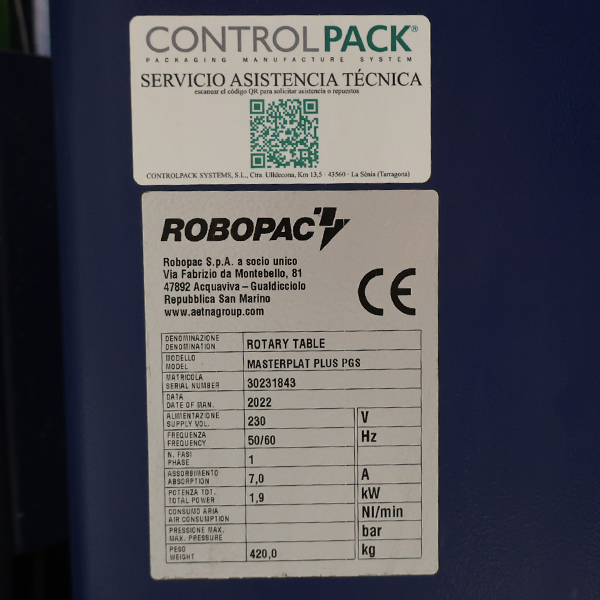 CONTROLPACK®
PACKAGING MANUFACTURE SYSTEM
SERVICIO ASISTENCIA TÉCNICA
escanear el código QR para solicitar asistencia o repuestos
CONTROLPACK SYSTEMS, S.L., Ctra. Ulldecona, Km 13,5 - 43560 - La Sénia (Tarragona)
ROBOPAC
Robopac S.p.A. a socio unico
Via Fabrizio da Montebello, 81
47892 Acquaviva - Gualdicciolo
Repubblica San Marino
www.aetnagroup.com
CE
DENOMINAZIONE
DENOMINATION ROTARY TABLE
MODELLO
MODEL MASTERPLAT PLUS PGS
MATRICOLA
SERIAL NUMBER 30231843
DATA
DATE OF MAN. 2022
ALIMENTAZIONE
SUPPLY VOL. 230 V
FREQUENZA
FREQUENCY 50/60 Hz
N. FASI
PHASE 1
ASSORBIMENTO
ABSORPTION 7,0 A
POTENZA TOT.
TOTAL POWER 1,9 kW
CONSUMO ARIA
AIR CONSUMPTION Nl/min
PRESSIONE MAX.
MAX. PRESSURE bar
PESO
WEIGHT 420,0 kg